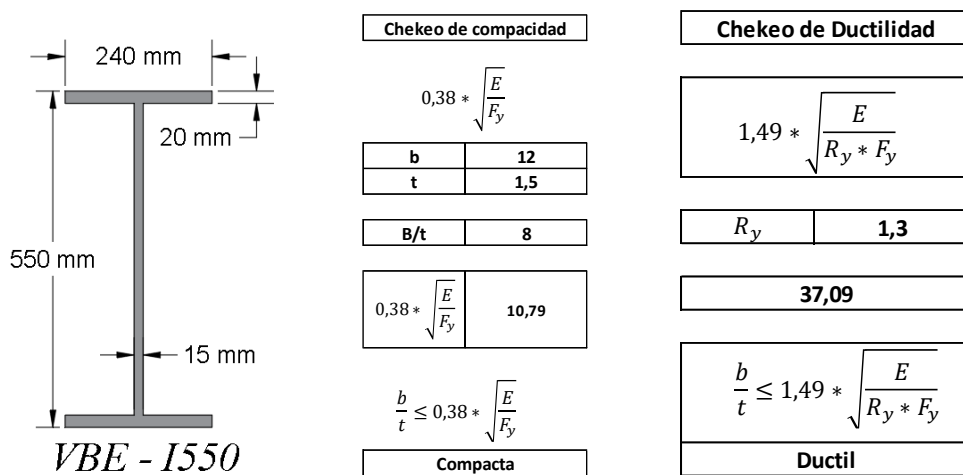 240 mm
20 mm
550 mm
15 mm
VBE - I550
Chekeo de compacidad
0,38 * √(E/F_y)
b 12
t 1,5
B/t 8
0,38 * √(E/F_y) 10,79
b/t ≤ 0,38 * √(E/F_y)
Compacta
Chekeo de Ductilidad
1,49 * √(E/(R_y * F_y))
R_y 1,3
37,09
b/t ≤ 1,49 * √(E/(R_y * F_y))
Ductil